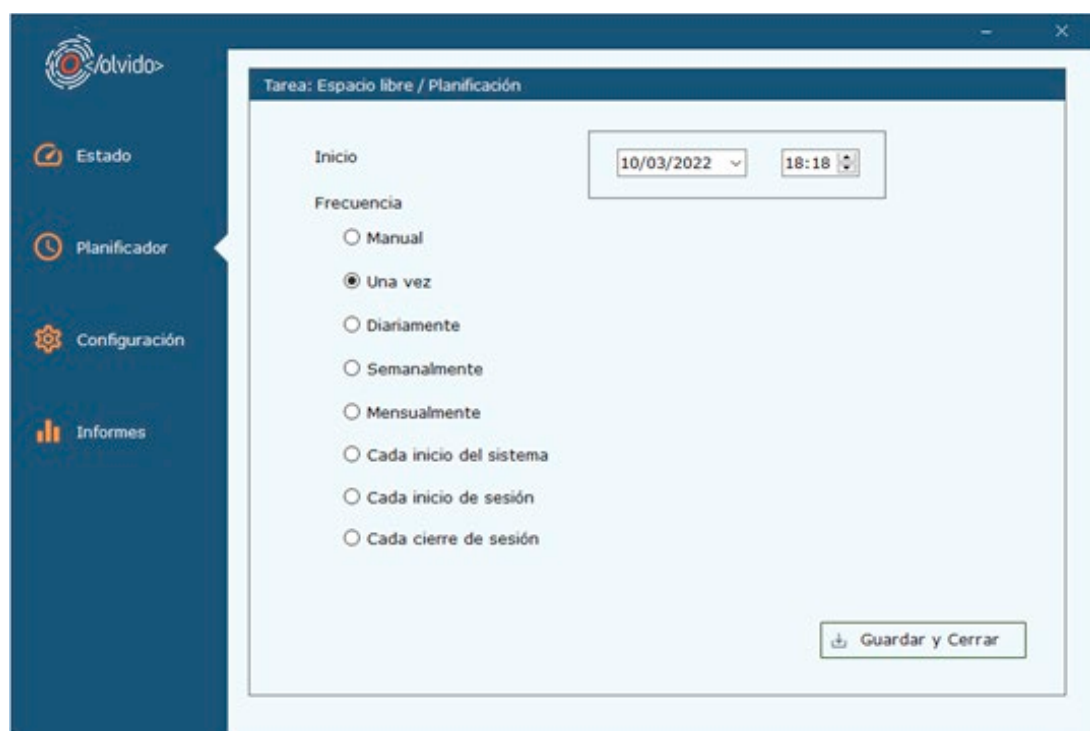 </olvido>
Estado
Planificador
Configuración
Informes
Tarea: Espacio libre / Planificación
Inicio
10/03/2022
18:18
Frecuencia
Manual
Una vez
Diariamente
Semanalmente
Mensualmente
Cada inicio del sistema
Cada inicio de sesión
Cada cierre de sesión
Guardar y Cerrar